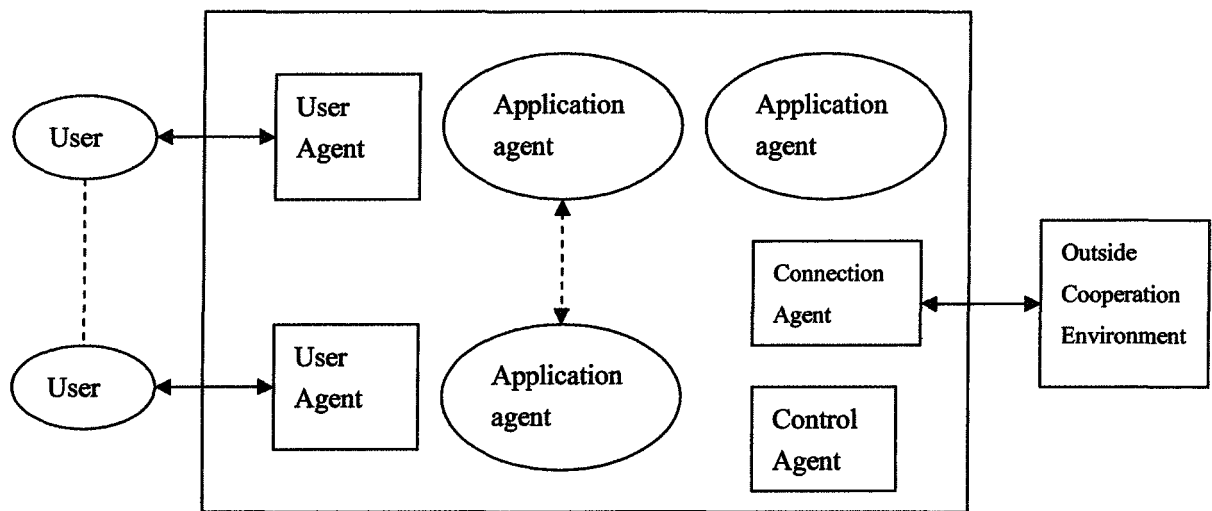 User
User
Agent
Application
agent
Application
agent
Connection
Agent
Outside
Cooperation
Environment
User
User
Agent
Application
agent
Control
Agent